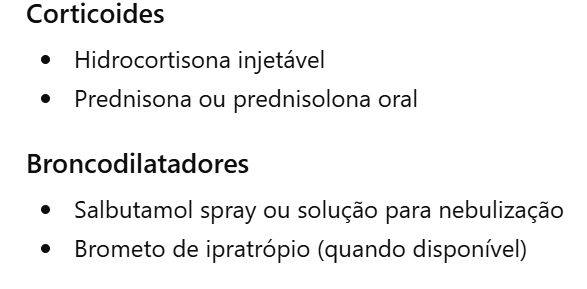 Corticoides
• Hidrocortisona injetável
• Prednisona ou prednisolona oral
Broncodilatadores
• Salbutamol spray ou solução para nebulização
• Brometo de ipratrópio (quando disponível)